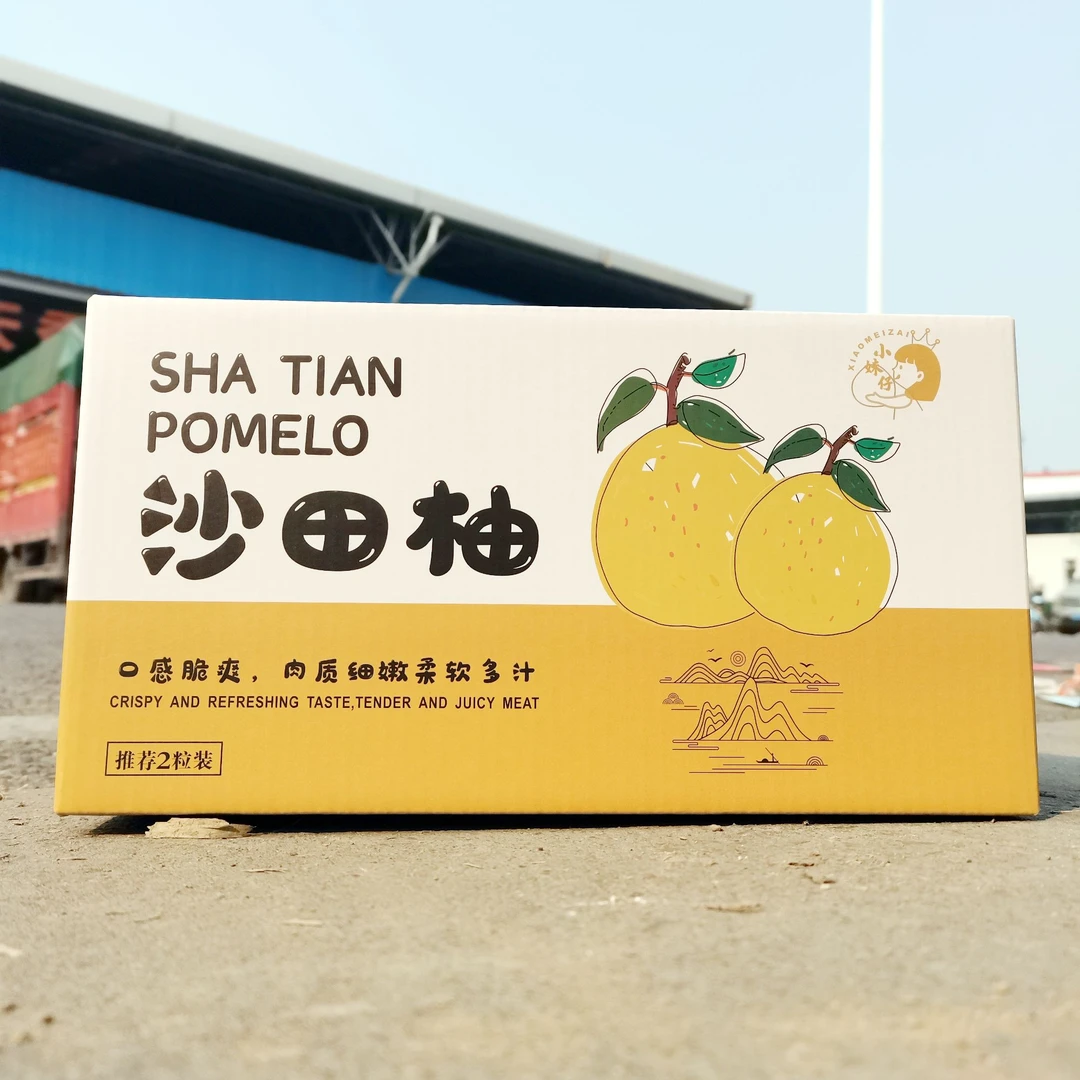 SHA TIAN
POMELO
沙田柚
XIAOMEIZAI
小妹仔
口感脆爽，肉质细嫩柔软多汁
CRISPY AND REFRESHING TASTE,TENDER AND JUICY MEAT
推荐2粒装